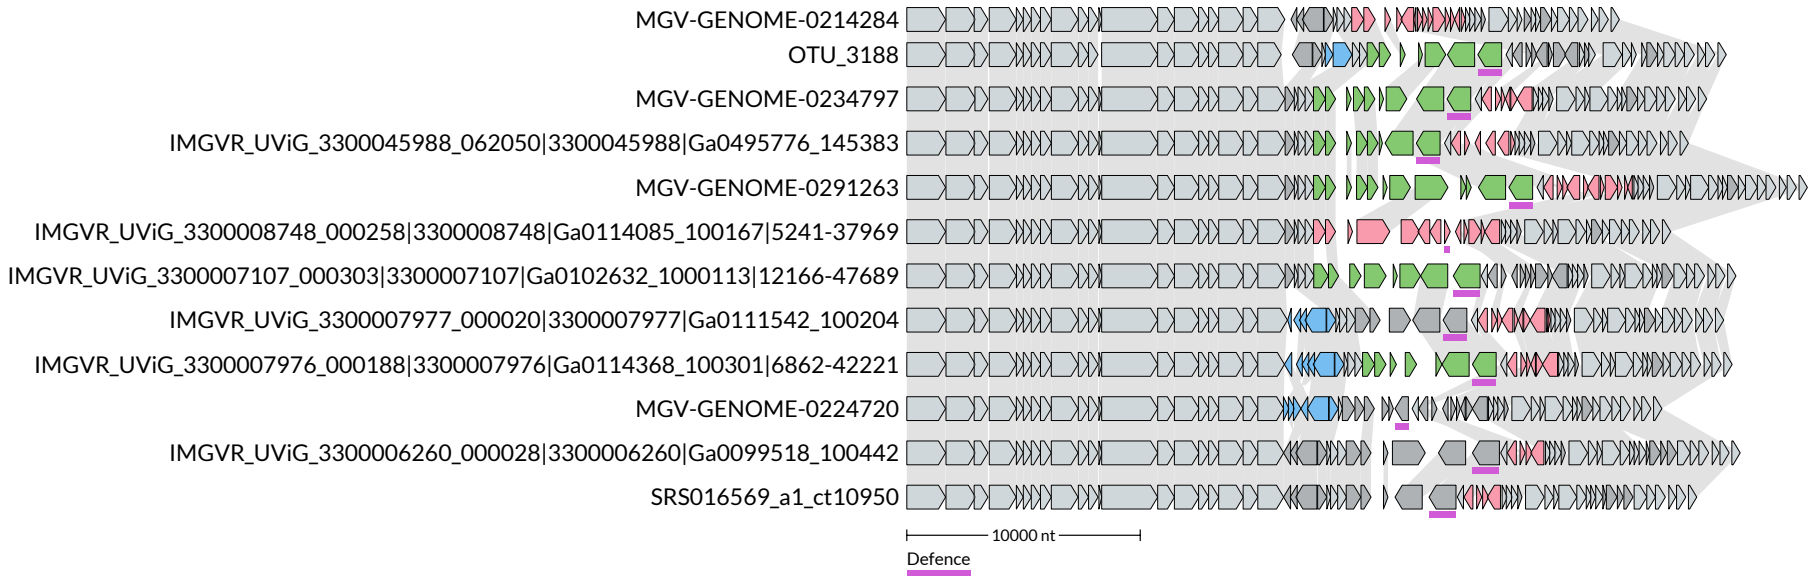 MGV-GENOME-0214284
OTU_3188
MGV-GENOME-0234797
IMGVR_UViG_3300045988_062050|3300045988|Ga0495776_145383
MGV-GENOME-0291263
IMGVR_UViG_3300008748_000258|3300008748|Ga0114085_100167|5241-37969
IMGVR_UViG_3300007107_000303|3300007107|Ga0102632_1000113|12166-47689
IMGVR_UViG_3300007977_000020|3300007977|Ga0111542_100204
IMGVR_UViG_3300007976_000188|3300007976|Ga0114368_100301|6862-42221
MGV-GENOME-0224720
IMGVR_UViG_3300006260_000028|3300006260|Ga0099518_100442
SRS016569_a1_ct10950
10000 nt
Defence